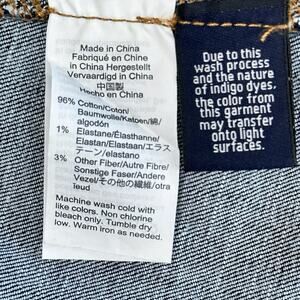 Made in China
Fabriqué en Chine
In China Hergestellt
Vervaardigd in China
中国製
Hecho en China
96% Cotton/Coton/
Baumwolle/Katoen/綿/
algodón
1% Elastane/Élasthanne/
Elastan/Elastaan/エラス
テン/elastano
3% Other Fiber/Autre Fibre/
Sonstige Faser/Andere
Vezel/その他の繊維/otra
Machine wash cold with
like colors. Non chlorine
bleach only. Tumble dry
low. Warm iron as needed.
Due to this
wash process
and the nature
of indigo dyes,
the color from
this garment
may transfer
onto light
surfaces.